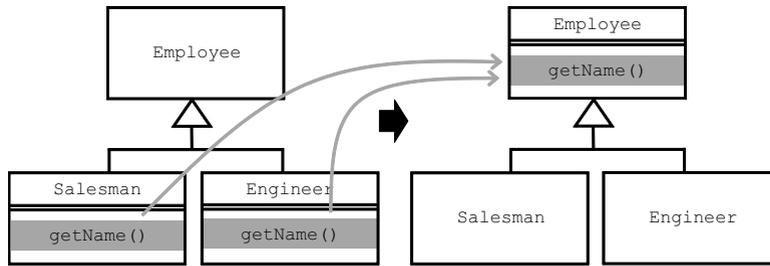 Employee
Salesman
getName()
Engineer
getName()
Employee
getName()
Salesman
Engineer